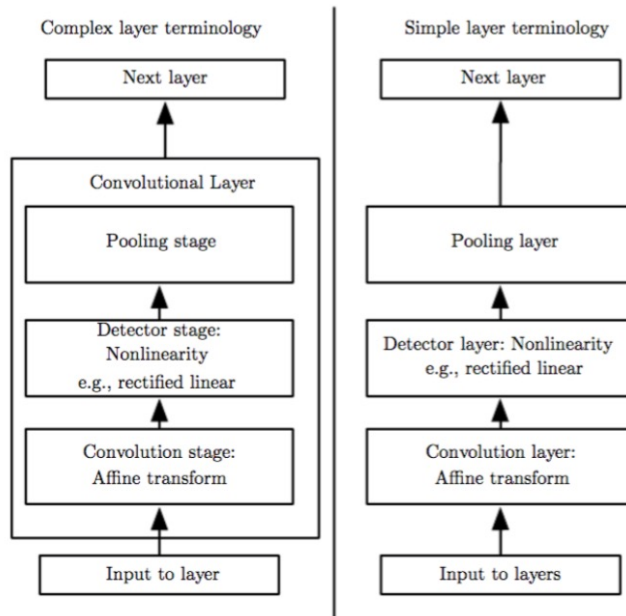 Complex layer terminology
Next layer
Convolutional Layer
Pooling stage
Detector stage:
Nonlinearity
e.g., rectified linear
Convolution stage:
Affine transform
Input to layer
Simple layer terminology
Next layer
Pooling layer
Detector layer: Nonlinearity
e.g., rectified linear
Convolution layer:
Affine transform
Input to layers